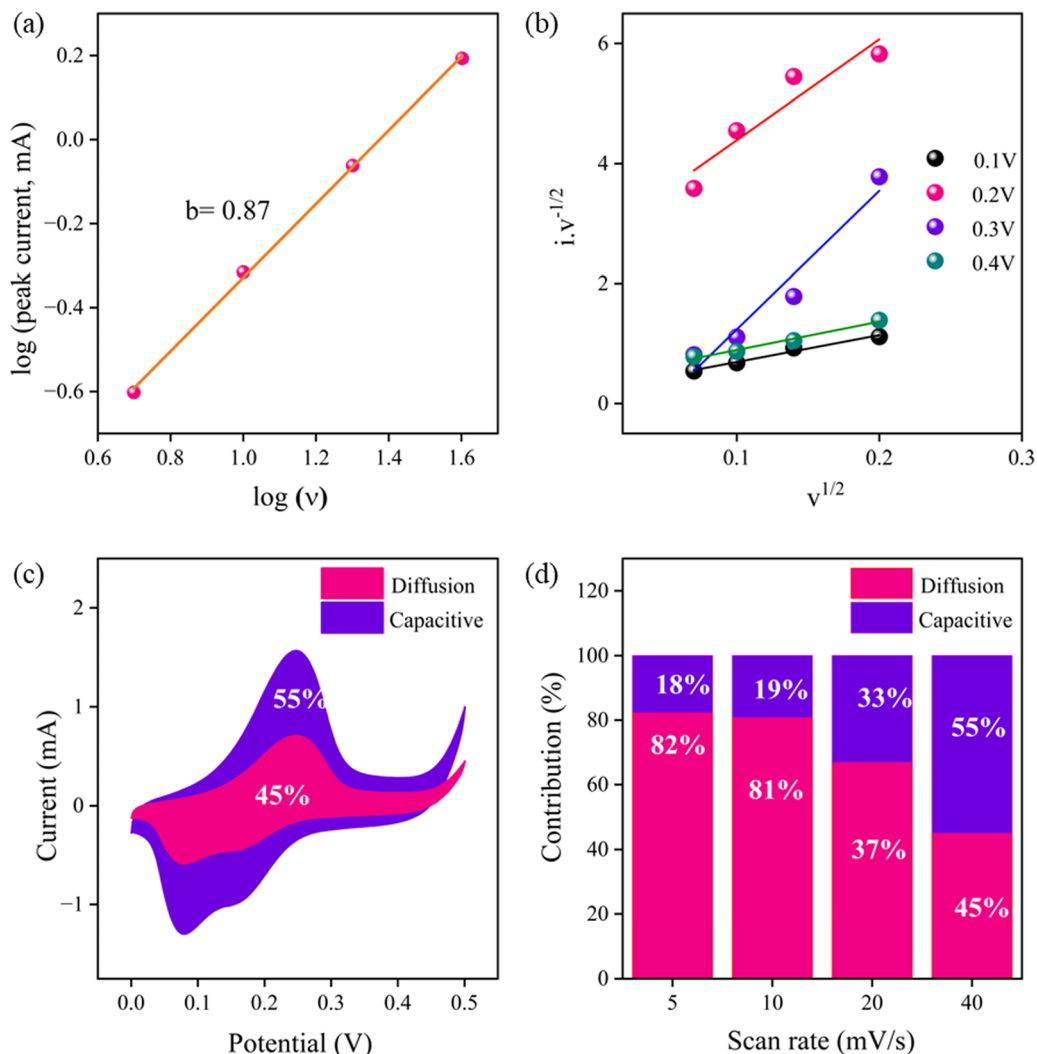 (a)
log (peak current, mA)
0.2
0.0
−0.2
−0.4
−0.6
b= 0.87
0.6 0.8 1.0 1.2 1.4 1.6
log (ν)
(b)
i.v-1/2
6
4
2
0
0.1V
0.2V
0.3V
0.4V
0.1 0.2 0.3
v1/2
(c)
Current (mA)
2
1
0
−1
Diffusion
Capacitive
55%
45%
0.0 0.1 0.2 0.3 0.4 0.5
Potential (V)
(d)
Contribution (%)
120
100
80
60
40
20
0
Diffusion
Capacitive
18% 19% 33% 55%
82% 81% 37% 45%
5 10 20 40
Scan rate (mV/s)